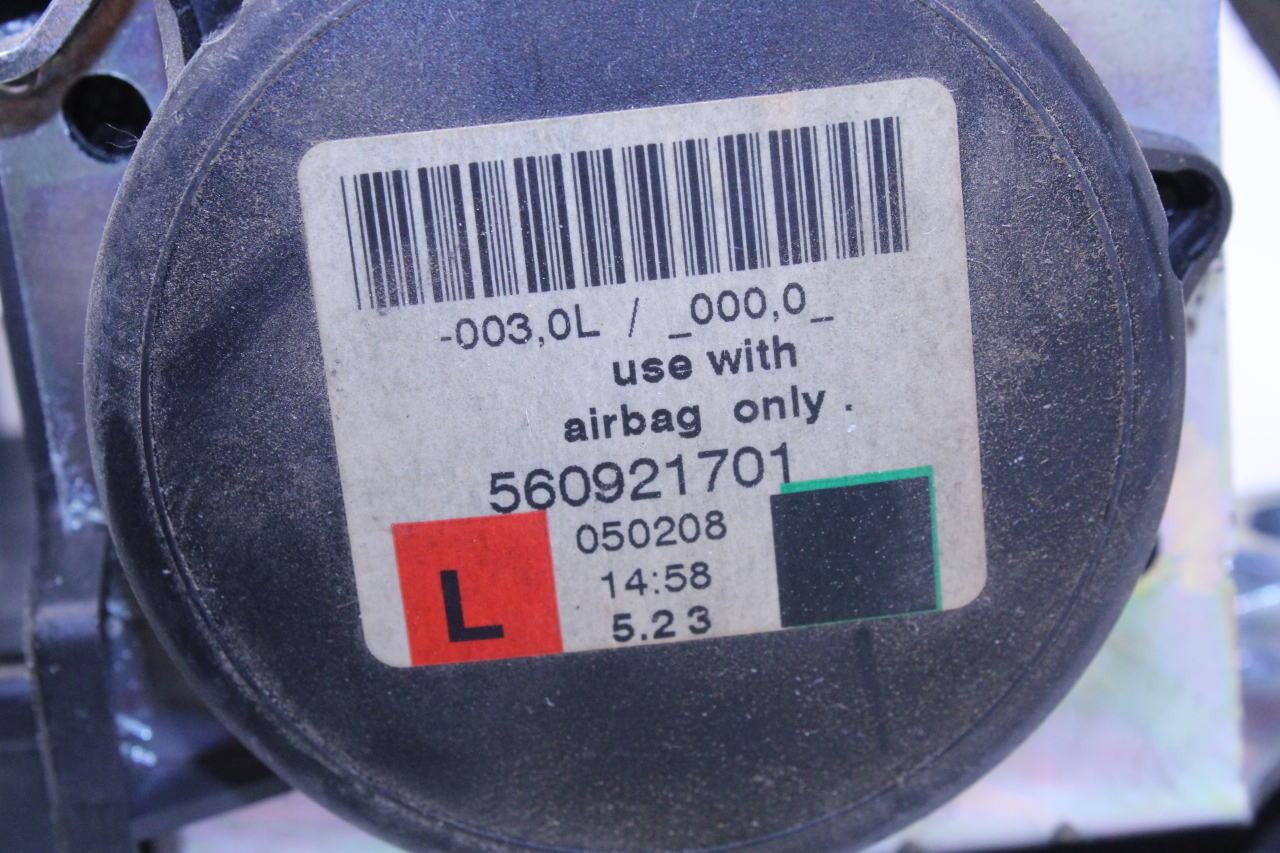 -003,0L / _000,0_
use with
airbag only .
560921701
050208
14:58
5.23
L